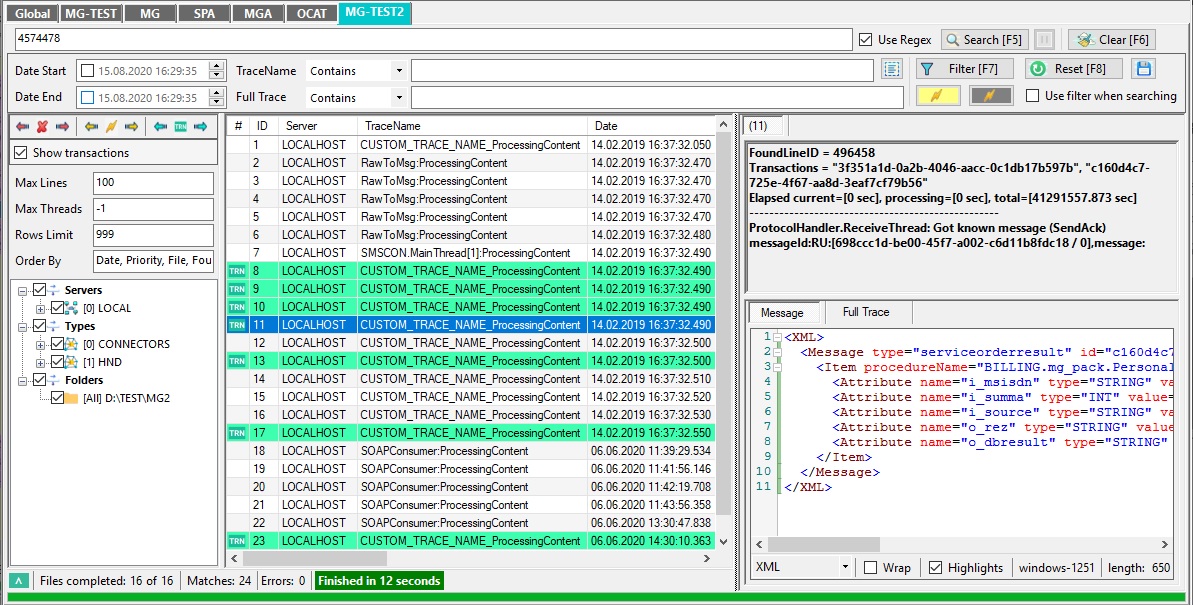 Global MG-TEST MG SPA MGA OCAT MG-TEST2
4574478 Use Regex Search [F5] Clear [F6]
Date Start 15.08.2020 16:29:35 TraceName Contains Filter [F7] Reset [F8]
Date End 15.08.2020 16:29:35 Full Trace Contains Use filter when searching
TRN
Show transactions
Max Lines 100
Max Threads -1
Rows Limit 999
Order By Date, Priority, File, Fou
Servers
[0] LOCAL
Types
[0] CONNECTORS
[1] HND
Folders
[All] D:\TEST\MG2
# ID Server TraceName Date
1 LOCALHOST CUSTOM_TRACE_NAME_ProcessingContent 14.02.2019 16:37:32.050
2 LOCALHOST RawToMsg:ProcessingContent 14.02.2019 16:37:32.470
3 LOCALHOST RawToMsg:ProcessingContent 14.02.2019 16:37:32.470
4 LOCALHOST RawToMsg:ProcessingContent 14.02.2019 16:37:32.470
5 LOCALHOST RawToMsg:ProcessingContent 14.02.2019 16:37:32.470
6 LOCALHOST RawToMsg:ProcessingContent 14.02.2019 16:37:32.480
7 LOCALHOST SMSCON.MainThread[1]:ProcessingContent 14.02.2019 16:37:32.490
TRN 8 LOCALHOST CUSTOM_TRACE_NAME_ProcessingContent 14.02.2019 16:37:32.490
TRN 9 LOCALHOST CUSTOM_TRACE_NAME_ProcessingContent 14.02.2019 16:37:32.490
TRN 10 LOCALHOST CUSTOM_TRACE_NAME_ProcessingContent 14.02.2019 16:37:32.490
TRN 11 LOCALHOST CUSTOM_TRACE_NAME_ProcessingContent 14.02.2019 16:37:32.490
12 LOCALHOST CUSTOM_TRACE_NAME_ProcessingContent 14.02.2019 16:37:32.500
TRN 13 LOCALHOST CUSTOM_TRACE_NAME_ProcessingContent 14.02.2019 16:37:32.500
14 LOCALHOST CUSTOM_TRACE_NAME_ProcessingContent 14.02.2019 16:37:32.510
15 LOCALHOST CUSTOM_TRACE_NAME_ProcessingContent 14.02.2019 16:37:32.520
16 LOCALHOST CUSTOM_TRACE_NAME_ProcessingContent 14.02.2019 16:37:32.530
TRN 17 LOCALHOST CUSTOM_TRACE_NAME_ProcessingContent 14.02.2019 16:37:32.550
18 LOCALHOST SOAPConsumer:ProcessingContent 06.06.2020 11:39:29.534
19 LOCALHOST SOAPConsumer:ProcessingContent 06.06.2020 11:41:56.146
20 LOCALHOST SOAPConsumer:ProcessingContent 06.06.2020 11:42:19.708
21 LOCALHOST SOAPConsumer:ProcessingContent 06.06.2020 11:43:56.358
22 LOCALHOST SOAPConsumer:ProcessingContent 06.06.2020 13:30:47.838
TRN 23 LOCALHOST CUSTOM_TRACE_NAME_ProcessingContent 06.06.2020 14:30:10.363
(11)
FoundLineID = 496458
Transactions = "3f351a1d-0a2b-4046-aacc-0c1db17b597b", "c160d4c7-
725e-4f67-aa8d-3eaf7cf79b56"
Elapsed current=[0 sec], processing=[0 sec], total=[41291557.873 sec]
--------------------------------------------------
ProtocolHandler.ReceiveThread: Got known message (SendAck)
messageId:RU:[698ccc1d-be00-45f7-a002-c6d11b8fdc18 / 0],message:
Message Full Trace
1 <XML>
2 <Message type="serviceorderresult" id="c160d4c7
3 <Item procedureName="BILLING.mg_pack.Personal
4 <Attribute name="i_msisdn" type="STRING" va
5 <Attribute name="i_summa" type="INT" value=
6 <Attribute name="i_source" type="STRING" va
7 <Attribute name="o_rez" type="STRING" value
8 <Attribute name="o_dbresult" type="STRING"
9 </Item>
10 </Message>
11 </XML>
XML Wrap Highlights windows-1251 length: 650
Files completed: 16 of 16 Matches: 24 Errors: 0 Finished in 12 seconds